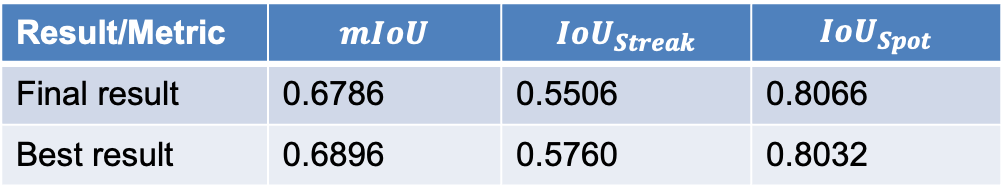 Result/Metric mIoU IoU_Streak IoU_Spot
Final result 0.6786 0.5506 0.8066
Best result 0.6896 0.5760 0.8032